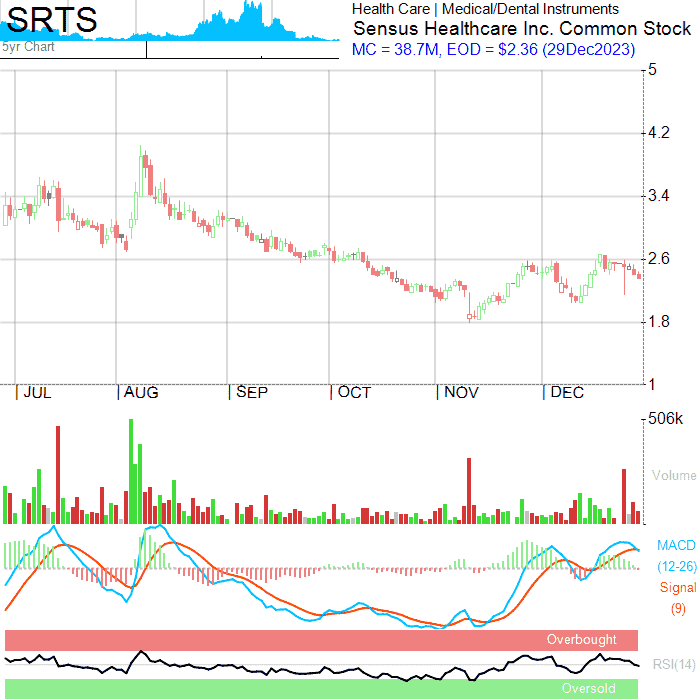 SRTS
5yr Chart
Health Care | Medical/Dental Instruments
Sensus Healthcare Inc. Common Stock
MC = 38.7M, EOD = $2.36 (29Dec2023)
5
4.2
3.4
2.6
1.8
1
JUL AUG SEP OCT NOV DEC
506k
Volume
MACD
(12-26)
Signal
(9)
Overbought
RSI(14)
Oversold